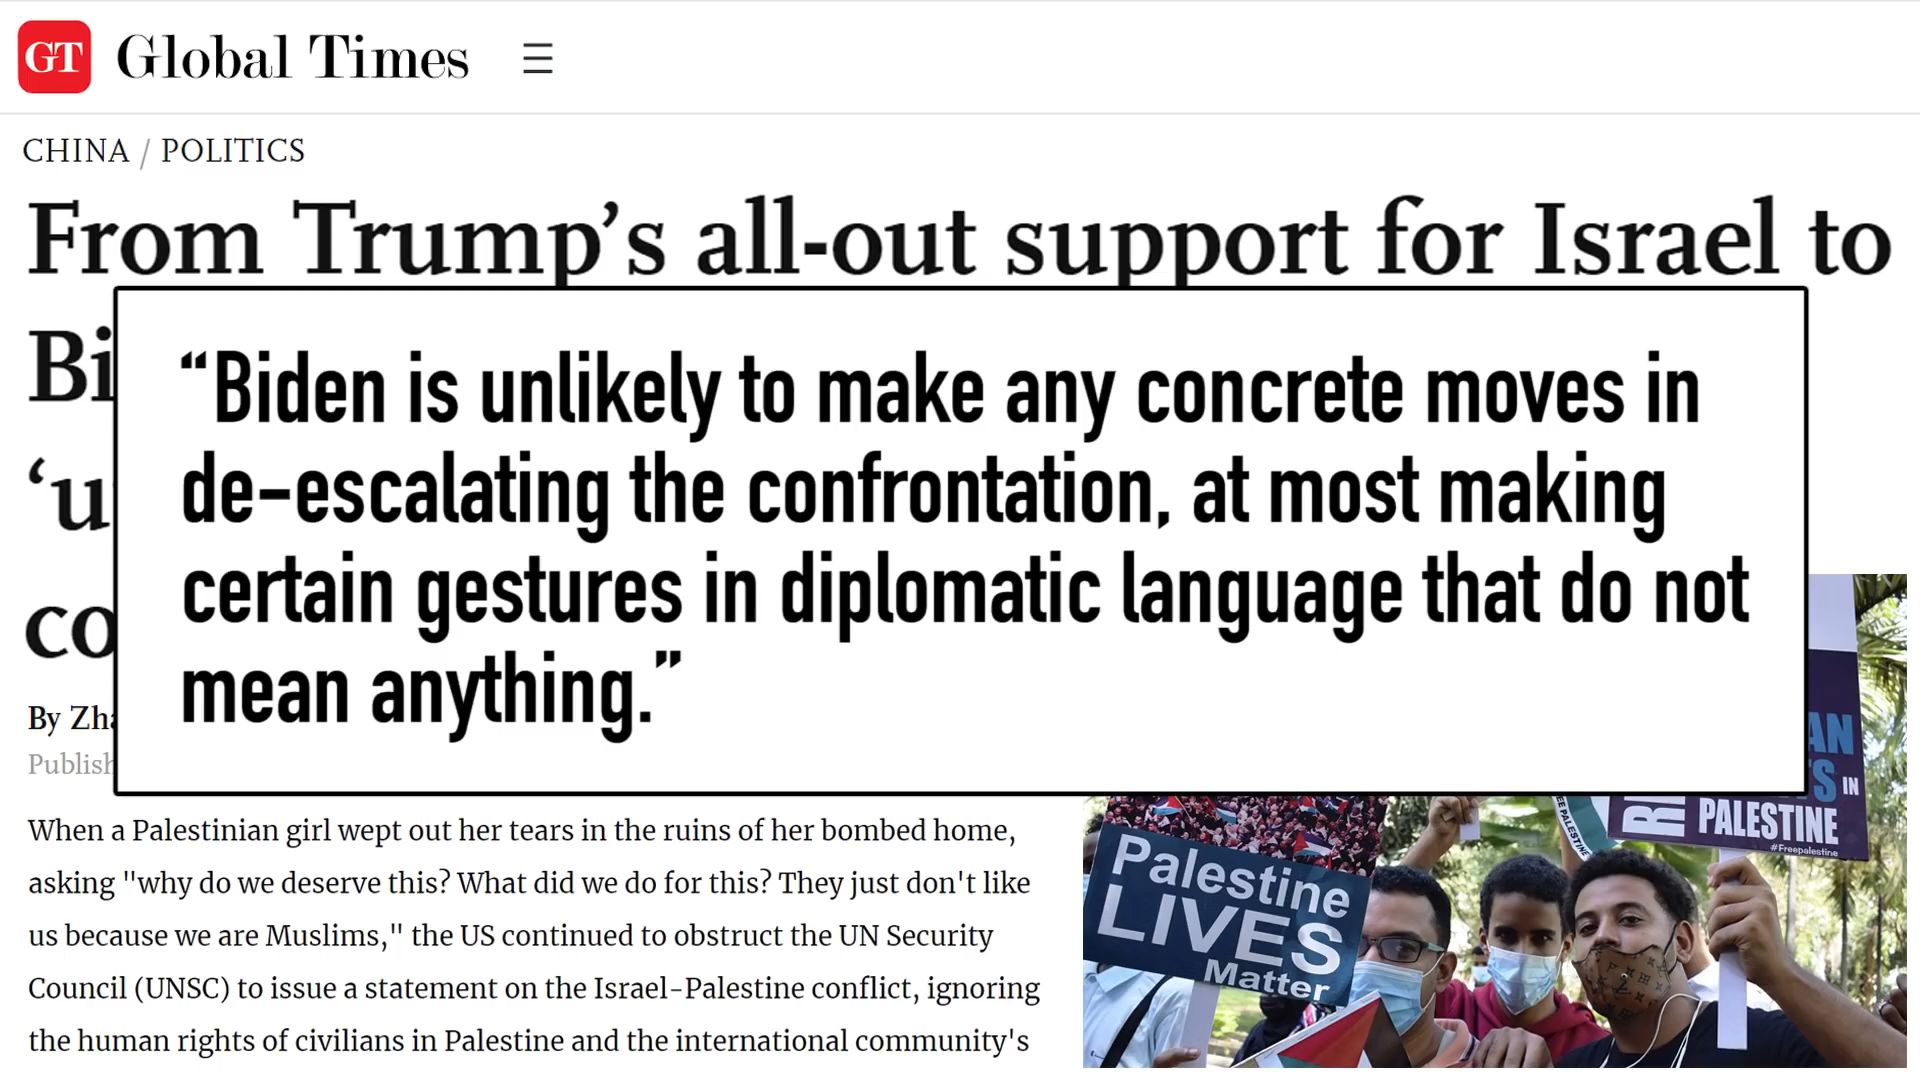 GT Global Times
CHINA / POLITICS
From Trump’s all-out support for Israel to
Bi
‘u
co
“Biden is unlikely to make any concrete moves in
de-escalating the confrontation, at most making
certain gestures in diplomatic language that do not
mean anything.”
By Zha
Publish
When a Palestinian girl wept out her tears in the ruins of her bombed home,
asking "why do we deserve this? What did we do for this? They just don't like
us because we are Muslims," the US continued to obstruct the UN Security
Council (UNSC) to issue a statement on the Israel-Palestine conflict, ignoring
the human rights of civilians in Palestine and the international community's
Palestine
LIVES
Matter
AN
S IN
PALESTINE
#Freepalestine